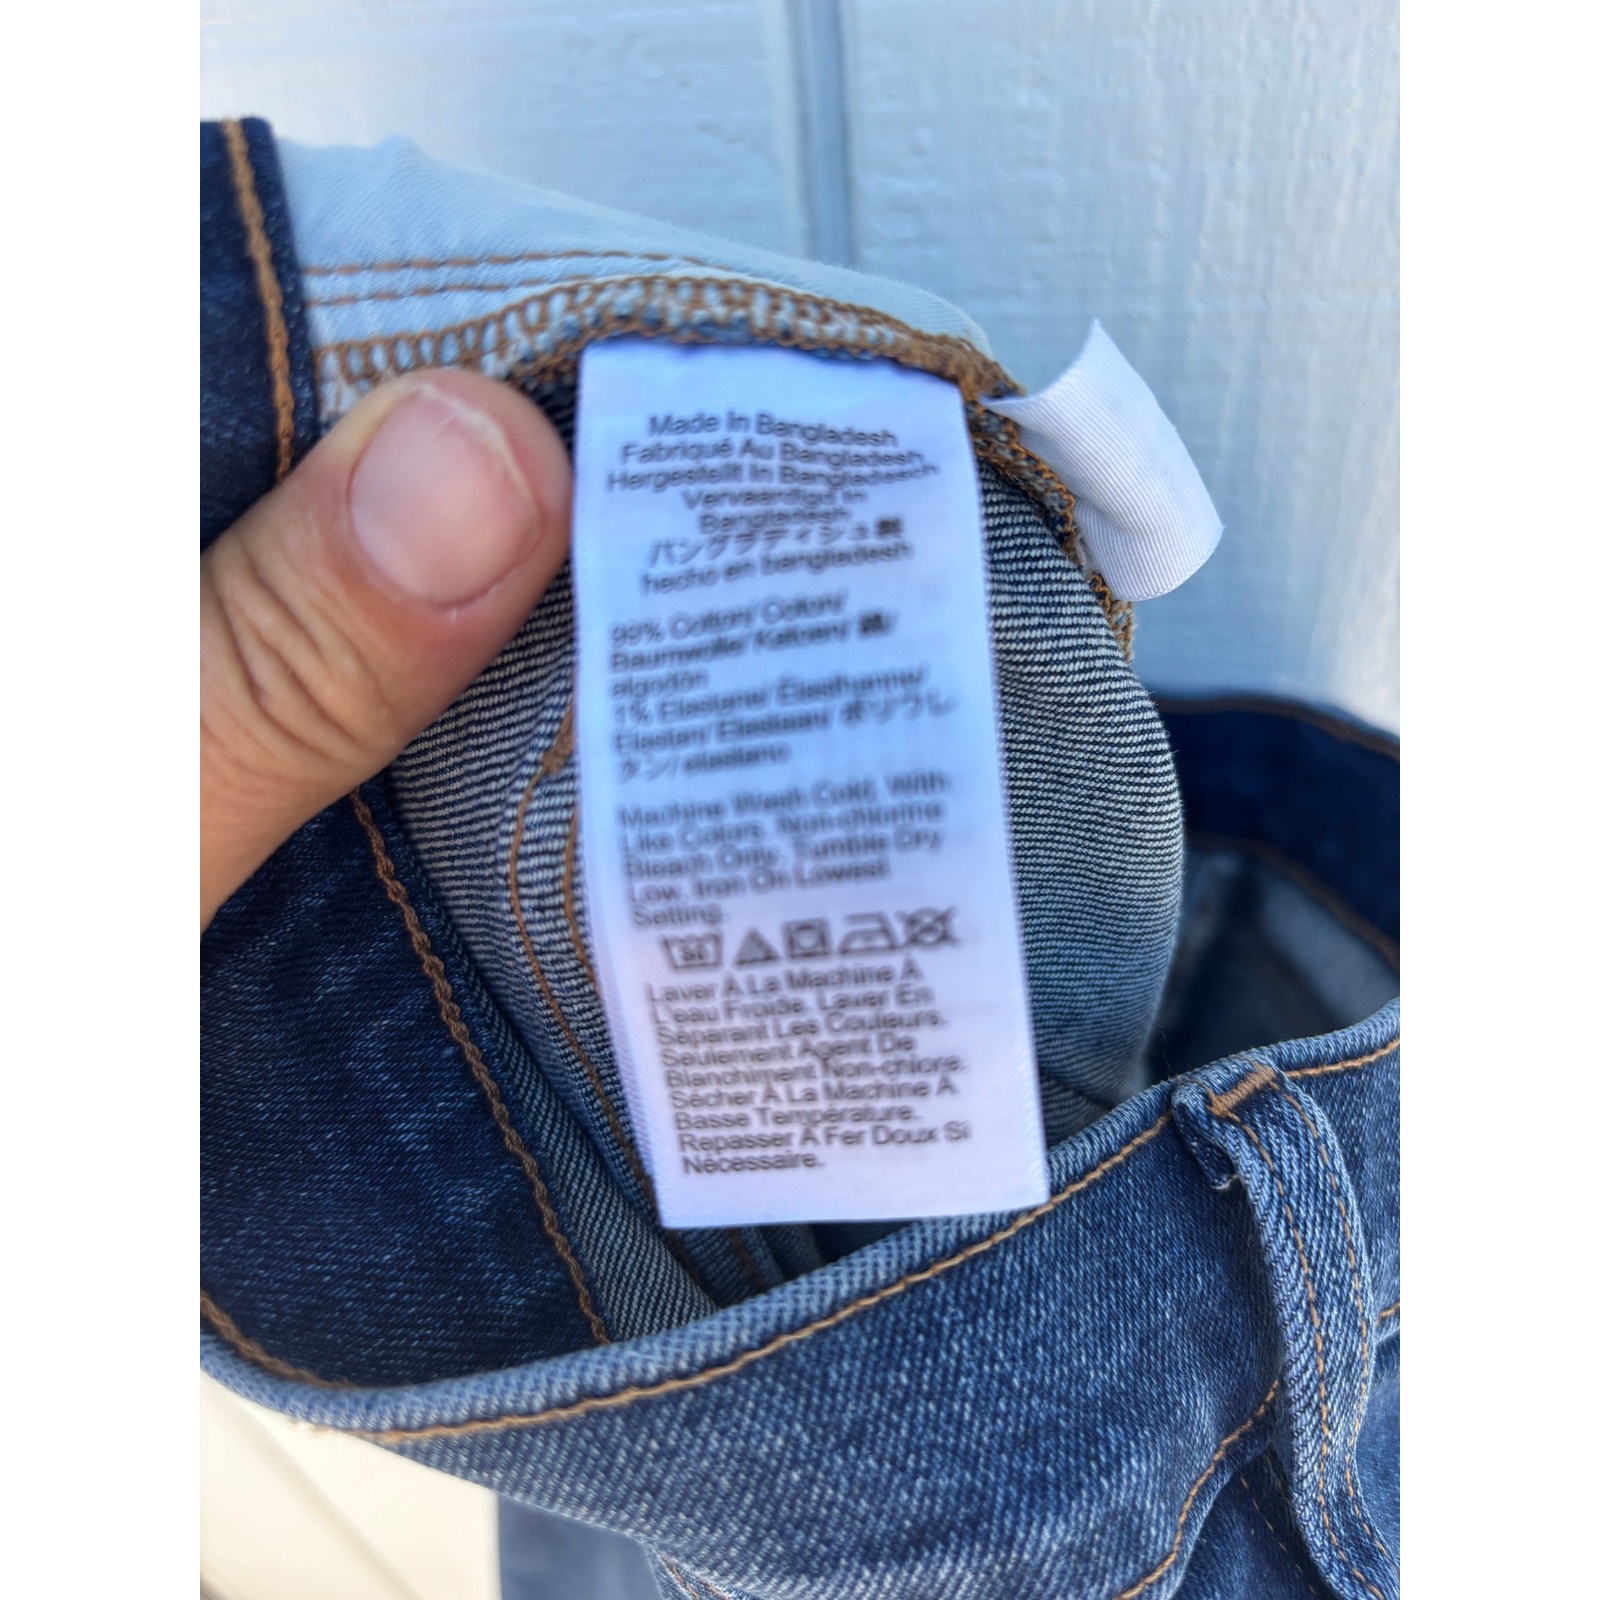 Made In Bangladesh
Fabriqué Au Bangladesh
Hergestellt In Bangladesch
Vervaardigd In
Bangladesh
バングラディシュ製
hecho en bangladesh
99% Cotton/ Coton/
Baumwolle/ Katoen/ 綿/
algodón
1% Elastane/ Élasthanne/
Elastan/ Elastaan/ ポリウレ
タン/ elastano
Machine Wash Cold, With
Like Colors, Non-chlorine
Bleach Only, Tumble Dry
Low, Iron On Lowest
Setting.
30
Laver À La Machine À
L'eau Froide. Laver En
Séparant Les Couleurs.
Seulement Agent De
Blanchiment Non-chlore.
Sécher À La Machine À
Basse Température.
Repasser À Fer Doux Si
Nécessaire.